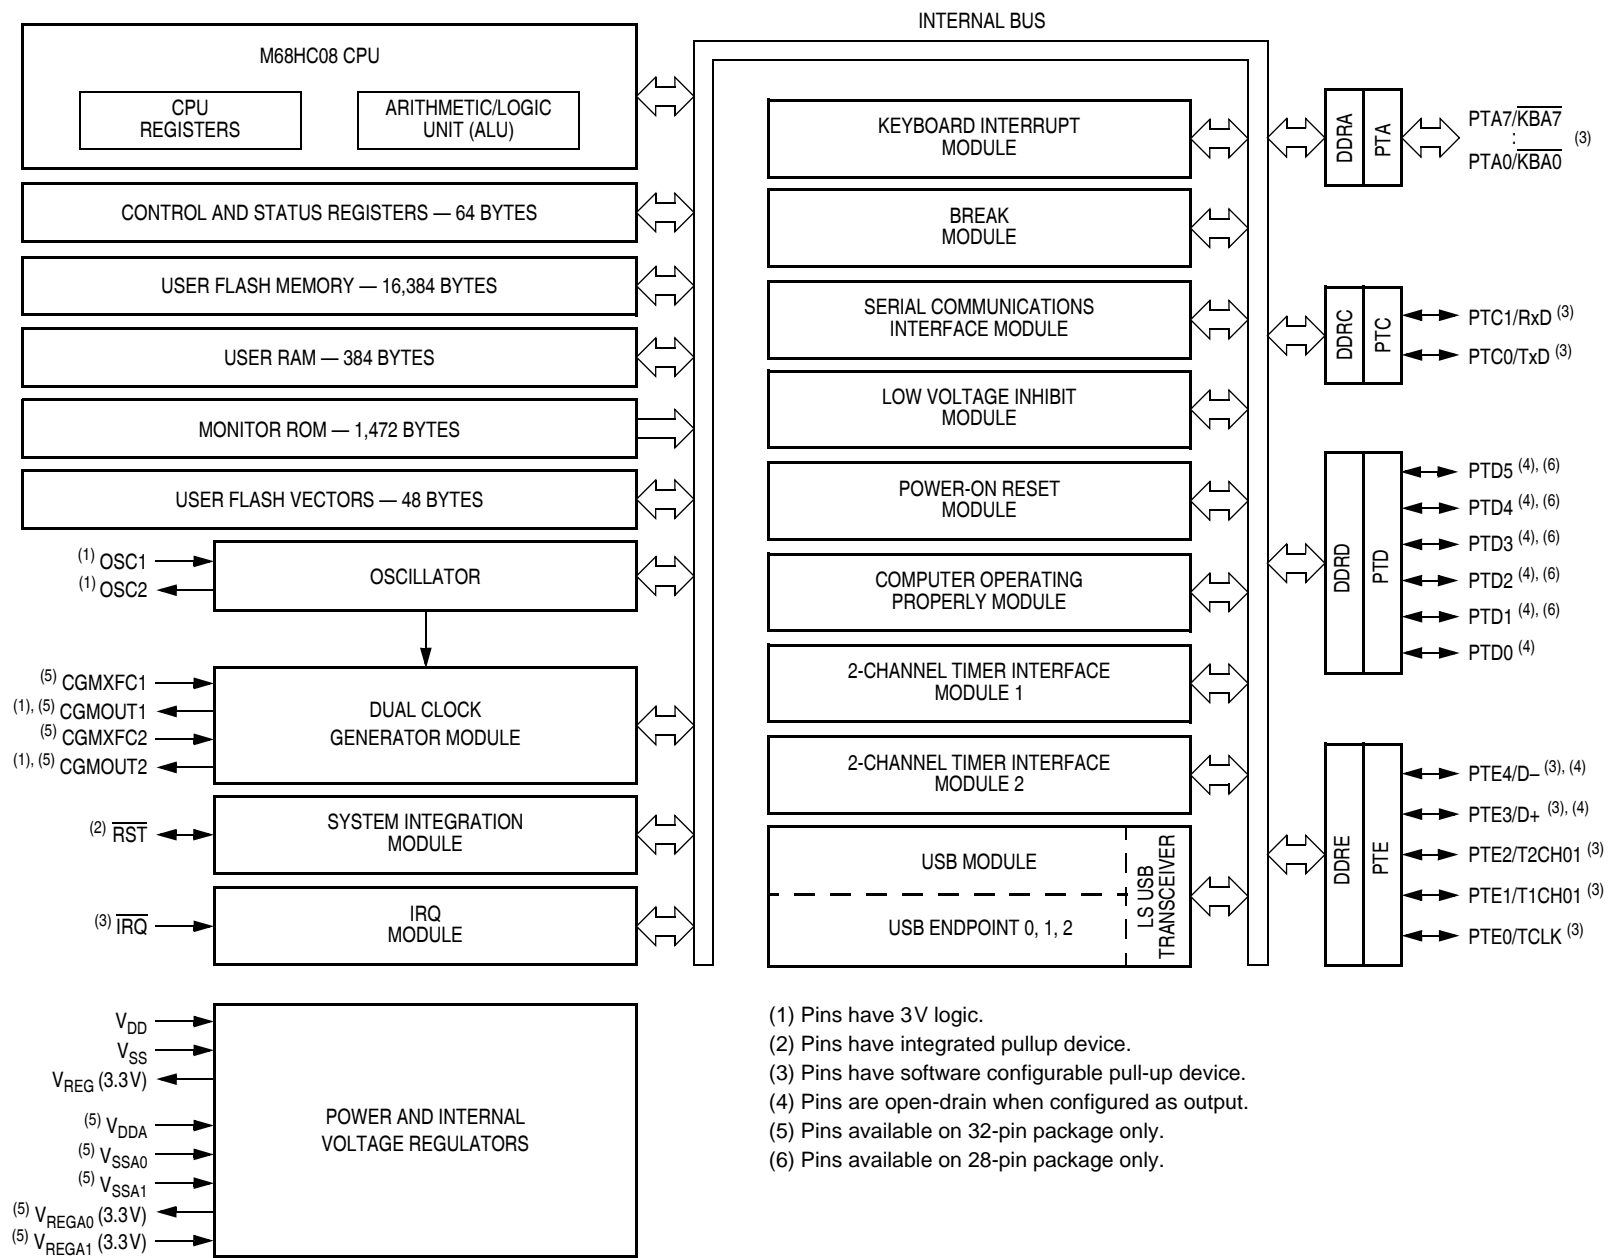 INTERNAL BUS
M68HC08 CPU
CPU
REGISTERS
ARITHMETIC/LOGIC
UNIT (ALU)
CONTROL AND STATUS REGISTERS — 64 BYTES
USER FLASH MEMORY — 16,384 BYTES
USER RAM — 384 BYTES
MONITOR ROM — 1,472 BYTES
USER FLASH VECTORS — 48 BYTES
(1) OSC1
(1) OSC2
OSCILLATOR
(5) CGMXFC1
(1), (5) CGMOUT1
(5) CGMXFC2
(1), (5) CGMOUT2
DUAL CLOCK
GENERATOR MODULE
(2) RST
SYSTEM INTEGRATION
MODULE
(3) IRQ
IRQ
MODULE
VDD
VSS
VREG (3.3V)
(5) VDDA
(5) VSSA0
(5) VSSA1
(5) VREGA0 (3.3V)
(5) VREGA1 (3.3V)
POWER AND INTERNAL
VOLTAGE REGULATORS
KEYBOARD INTERRUPT
MODULE
BREAK
MODULE
SERIAL COMMUNICATIONS
INTERFACE MODULE
LOW VOLTAGE INHIBIT
MODULE
POWER-ON RESET
MODULE
COMPUTER OPERATING
PROPERLY MODULE
2-CHANNEL TIMER INTERFACE
MODULE 1
2-CHANNEL TIMER INTERFACE
MODULE 2
USB MODULE
USB ENDPOINT 0, 1, 2
LS USB
TRANSCEIVER
DDRA
PTA
PTA7/KBA7
:
PTA0/KBA0
(3)
DDRC
PTC
PTC1/RxD (3)
PTC0/TxD (3)
DDRD
PTD
PTD5 (4), (6)
PTD4 (4), (6)
PTD3 (4), (6)
PTD2 (4), (6)
PTD1 (4), (6)
PTD0 (4)
DDRE
PTE
PTE4/D– (3), (4)
PTE3/D+ (3), (4)
PTE2/T2CH01 (3)
PTE1/T1CH01 (3)
PTE0/TCLK (3)
(1) Pins have 3V logic.
(2) Pins have integrated pullup device.
(3) Pins have software configurable pull-up device.
(4) Pins are open-drain when configured as output.
(5) Pins available on 32-pin package only.
(6) Pins available on 28-pin package only.